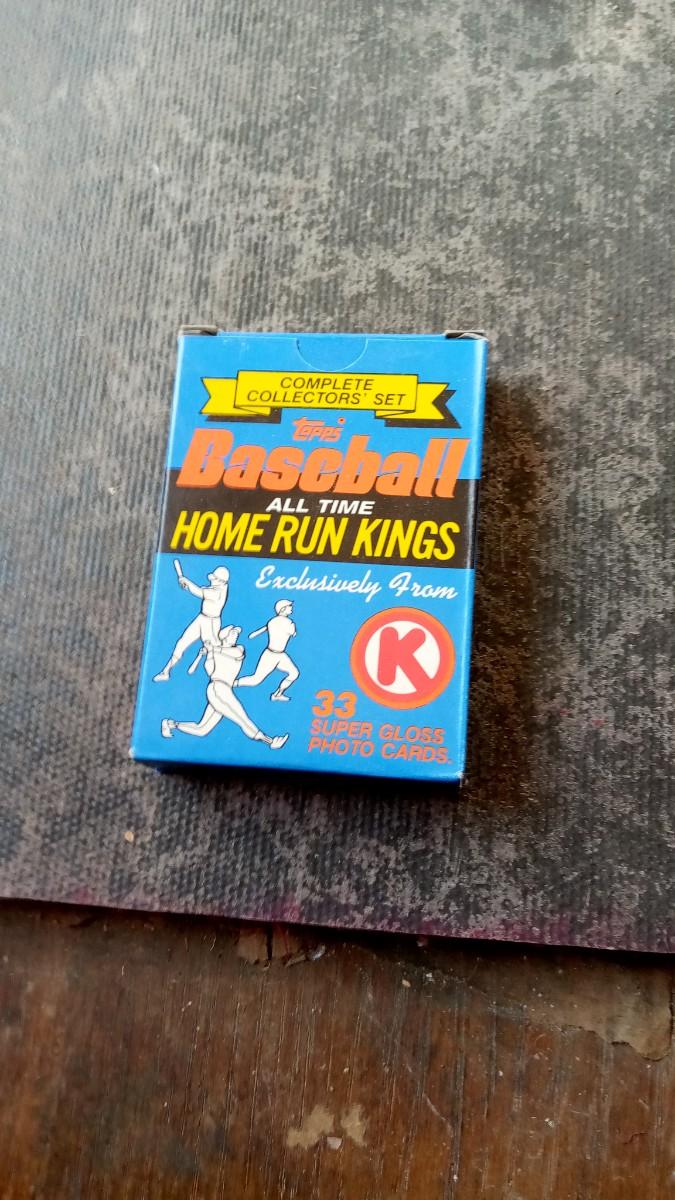 COMPLETE
COLLECTORS' SET
Topps
Baseball
ALL TIME
HOME RUN KINGS
Exclusively From
K
33
SUPER GLOSS
PHOTO CARDS.